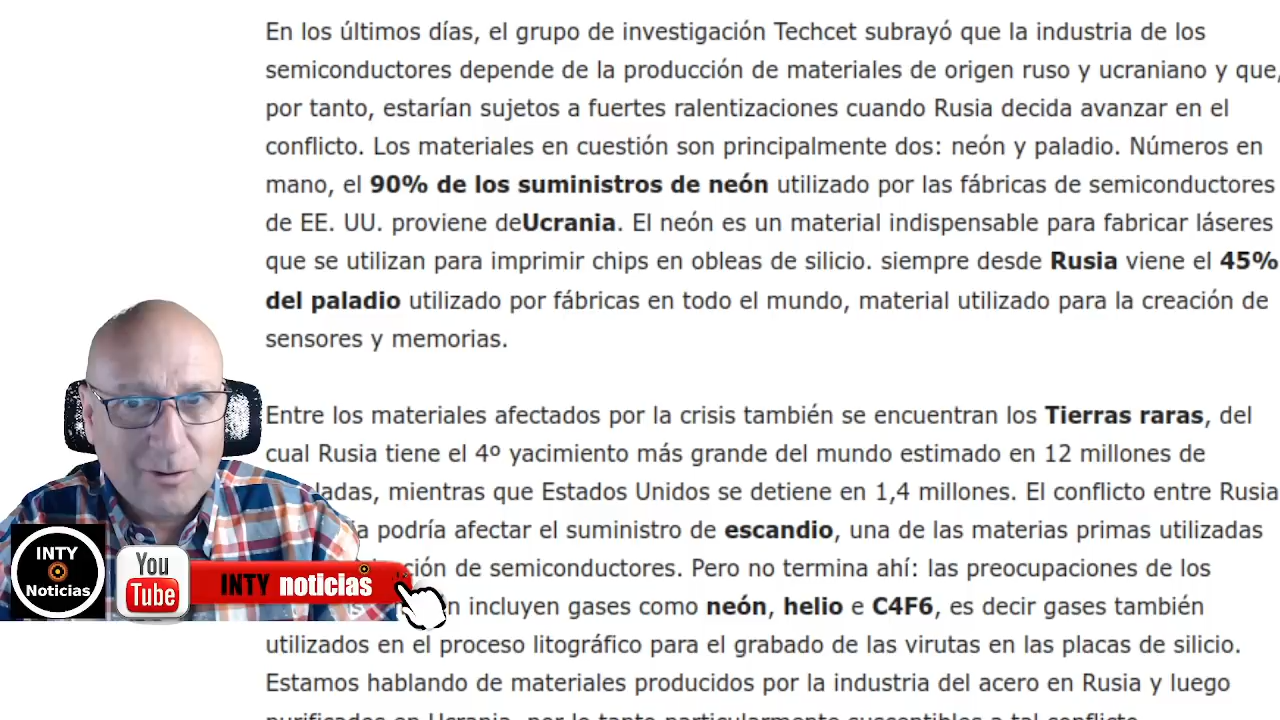 En los últimos días, el grupo de investigación Techcet subrayó que la industria de los
semiconductores depende de la producción de materiales de origen ruso y ucraniano y que,
por tanto, estarían sujetos a fuertes ralentizaciones cuando Rusia decida avanzar en el
conflicto. Los materiales en cuestión son principalmente dos: neón y paladio. Números en
mano, el 90% de los suministros de neón utilizado por las fábricas de semiconductores
de EE. UU. proviene deUcrania. El neón es un material indispensable para fabricar láseres
que se utilizan para imprimir chips en obleas de silicio. siempre desde Rusia viene el 45%
del paladio utilizado por fábricas en todo el mundo, material utilizado para la creación de
sensores y memorias.
Entre los materiales afectados por la crisis también se encuentran los Tierras raras, del
cual Rusia tiene el 4º yacimiento más grande del mundo estimado en 12 millones de
ladas, mientras que Estados Unidos se detiene en 1,4 millones. El conflicto entre Rusia
podría afectar el suministro de escandio, una de las materias primas utilizadas
ción de semiconductores. Pero no termina ahí: las preocupaciones de los
incluyen gases como neón, helio e C4F6, es decir gases también
utilizados en el proceso litográfico para el grabado de las virutas en las placas de silicio.
Estamos hablando de materiales producidos por la industria del acero en Rusia y luego
purificados en Ucrania, por lo tanto particularmente susceptibles a tal conflicto.
INTY
Noticias
You
Tube
INTY noticias